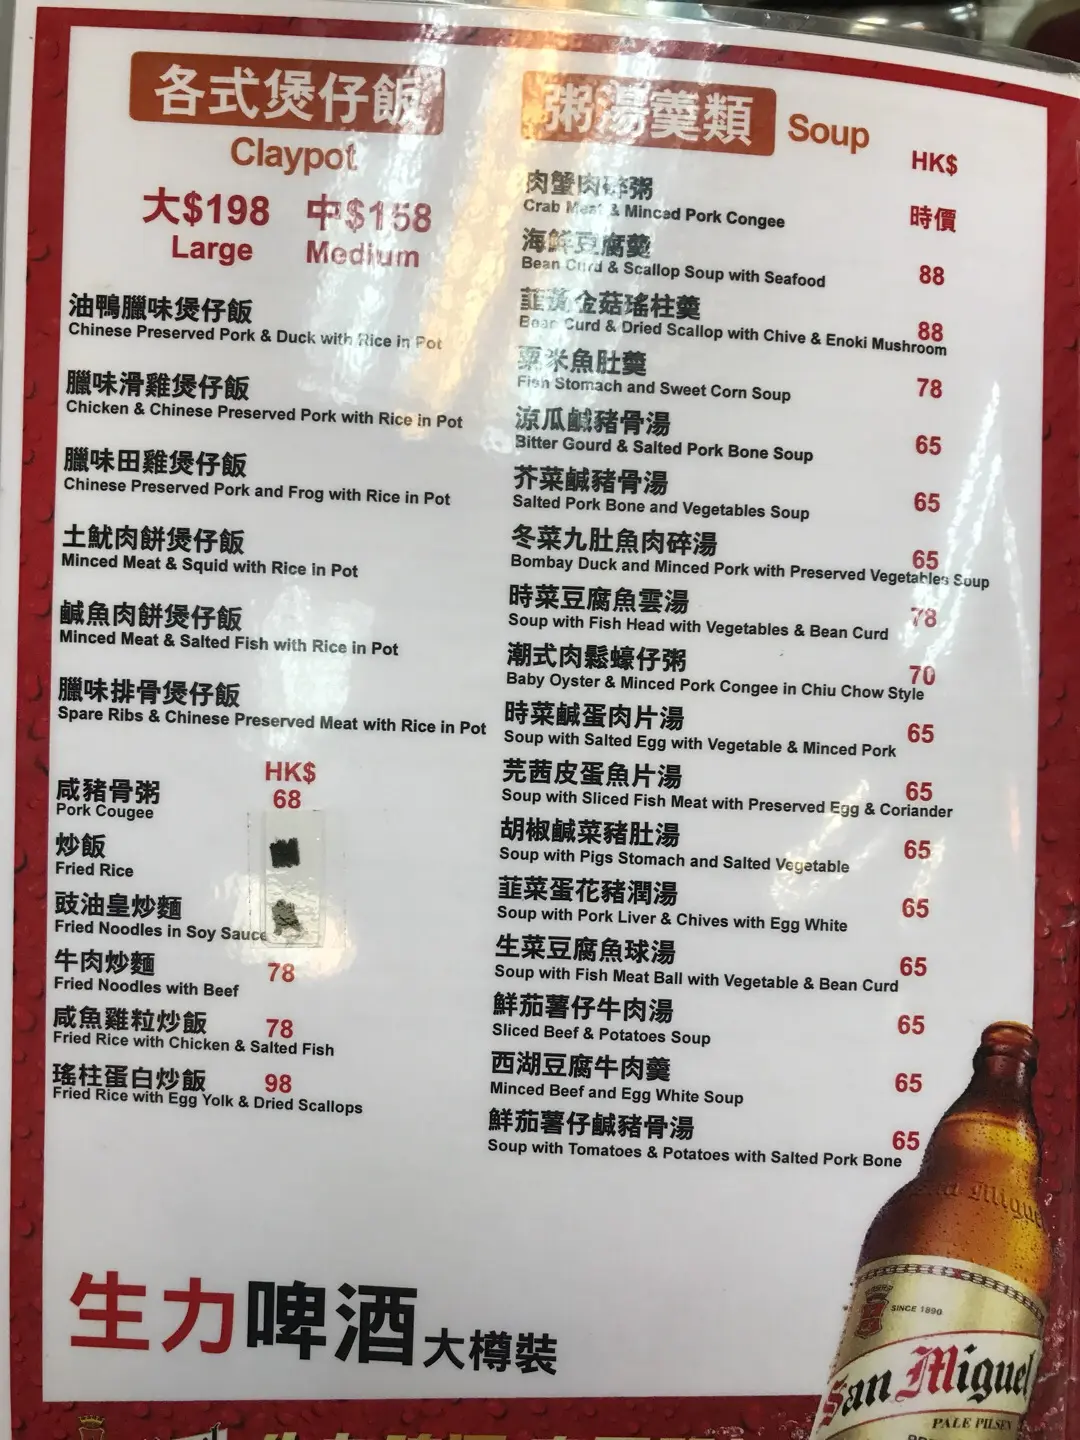 各式煲仔飯
Claypot
大$198 中$158
Large Medium
油鴨臘味煲仔飯
Chinese Preserved Pork & Duck with Rice in Pot
臘味滑雞煲仔飯
Chicken & Chinese Preserved Pork with Rice in Pot
臘味田雞煲仔飯
Chinese Preserved Pork and Frog with Rice in Pot
土魷肉餅煲仔飯
Minced Meat & Squid with Rice in Pot
鹹魚肉餅煲仔飯
Minced Meat & Salted Fish with Rice in Pot
臘味排骨煲仔飯
Spare Ribs & Chinese Preserved Meat with Rice in Pot
HK$
咸豬骨粥 68
Pork Cougee
炒飯
Fried Rice
豉油皇炒麵
Fried Noodles in Soy Sauce
牛肉炒麵 78
Fried Noodles with Beef
咸魚雞粒炒飯 78
Fried Rice with Chicken & Salted Fish
瑤柱蛋白炒飯 98
Fried Rice with Egg Yolk & Dried Scallops
粥湯羹類 Soup
HK$
肉蟹肉碎粥 時價
Crab Meat & Minced Pork Congee
海鮮豆腐羹 88
Bean Curd & Scallop Soup with Seafood
韮黃金菇瑤柱羹 88
Bean Curd & Dried Scallop with Chive & Enoki Mushroom
粟米魚肚羹 78
Fish Stomach and Sweet Corn Soup
涼瓜鹹豬骨湯 65
Bitter Gourd & Salted Pork Bone Soup
芥菜鹹豬骨湯 65
Salted Pork Bone and Vegetables Soup
冬菜九肚魚肉碎湯 65
Bombay Duck and Minced Pork with Preserved Vegetables Soup
時菜豆腐魚雲湯 78
Soup with Fish Head with Vegetables & Bean Curd
潮式肉鬆蠔仔粥 70
Baby Oyster & Minced Pork Congee in Chiu Chow Style
時菜鹹蛋肉片湯 65
Soup with Salted Egg with Vegetable & Minced Pork
芫茜皮蛋魚片湯 65
Soup with Sliced Fish Meat with Preserved Egg & Coriander
胡椒鹹菜豬肚湯 65
Soup with Pigs Stomach and Salted Vegetable
韮菜蛋花豬潤湯 65
Soup with Pork Liver & Chives with Egg White
生菜豆腐魚球湯 65
Soup with Fish Meat Ball with Vegetable & Bean Curd
鮮茄薯仔牛肉湯 65
Sliced Beef & Potatoes Soup
西湖豆腐牛肉羹 65
Minced Beef and Egg White Soup
鮮茄薯仔鹹豬骨湯 65
Soup with Tomatoes & Potatoes with Salted Pork Bone
生力啤酒大樽裝
San Migu
SINCE 1890
San Miguel
PALE PILSEN